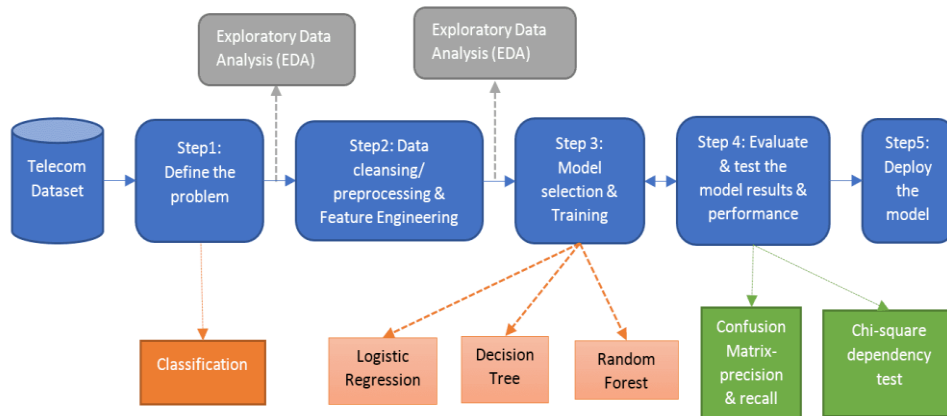 Exploratory Data
Analysis (EDA)
Exploratory Data
Analysis (EDA)
Telecom
Dataset
Step1:
Define the
problem
Step2: Data
cleansing/
preprocessing &
Feature Engineering
Step 3:
Model
selection &
Training
Step 4: Evaluate
& test the
model results &
performance
Step5:
Deploy
the
model
Classification
Logistic
Regression
Decision
Tree
Random
Forest
Confusion
Matrix-
precision
& recall
Chi-square
dependency
test